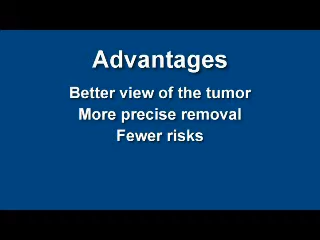 Advantages
Better view of the tumor
More precise removal
Fewer risks